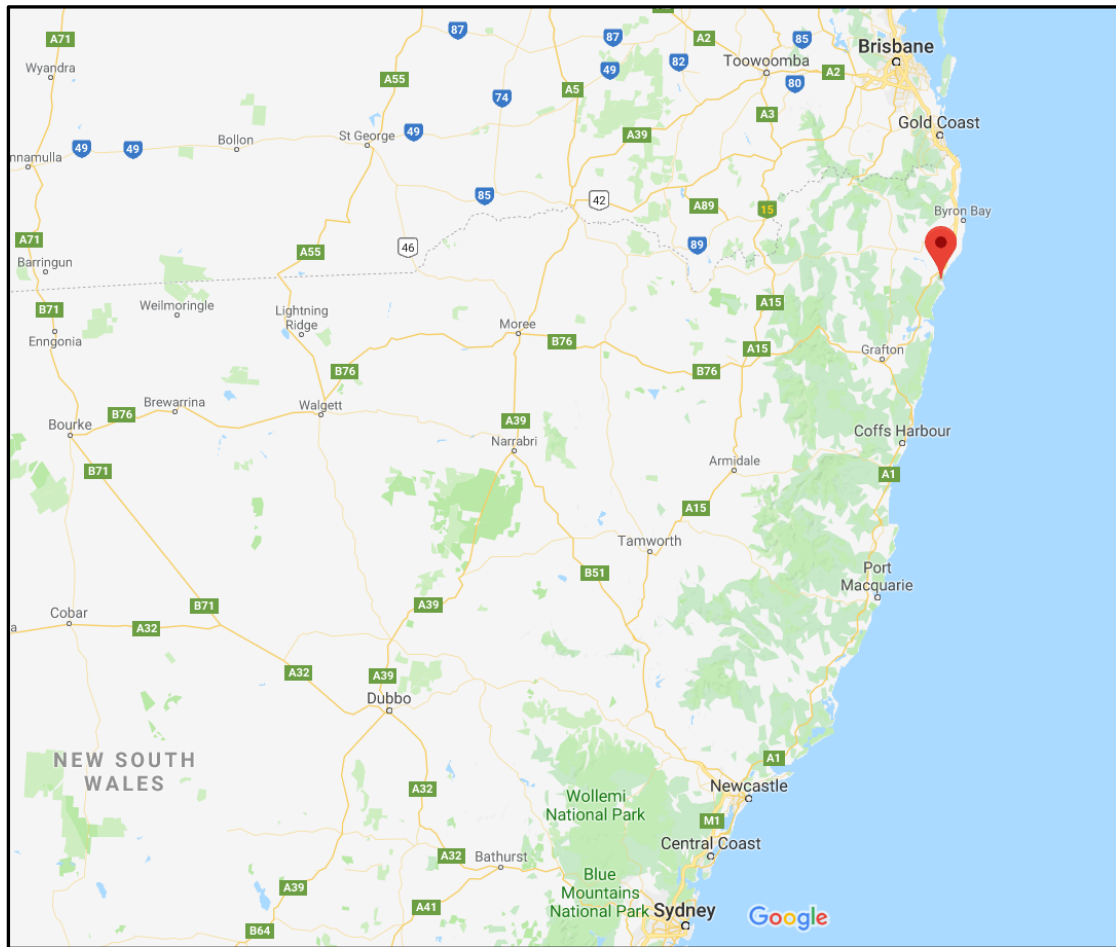 A71
87
87
A2
85
Brisbane
Wyandra
A55
49
82
Toowoomba
A2
74
A5
80
A3
Gold Coast
49
49
Bollon
St George
49
A39
nnamulla
85
42
A89
15
Byron Bay
A71
46
A55
89
Barringun
B71
Weilmoringle
Lightning
Ridge
A15
Enngonia
Moree
B76
A15
Grafton
B76
B76
Brewarrina
Walgett
B76
A39
Bourke
Narrabri
Coffs Harbour
B71
Armidale
A1
A15
Tamworth
Port
Macquarie
B51
B71
A39
Cobar
A32
a
A32
A39
Dubbo
NEW SOUTH
WALES
A1
A32
Newcastle
Wollemi
National Park
M1
Central Coast
A32
Bathurst
Blue
Mountains
National Park
A39
A41
Sydney
Google
B64